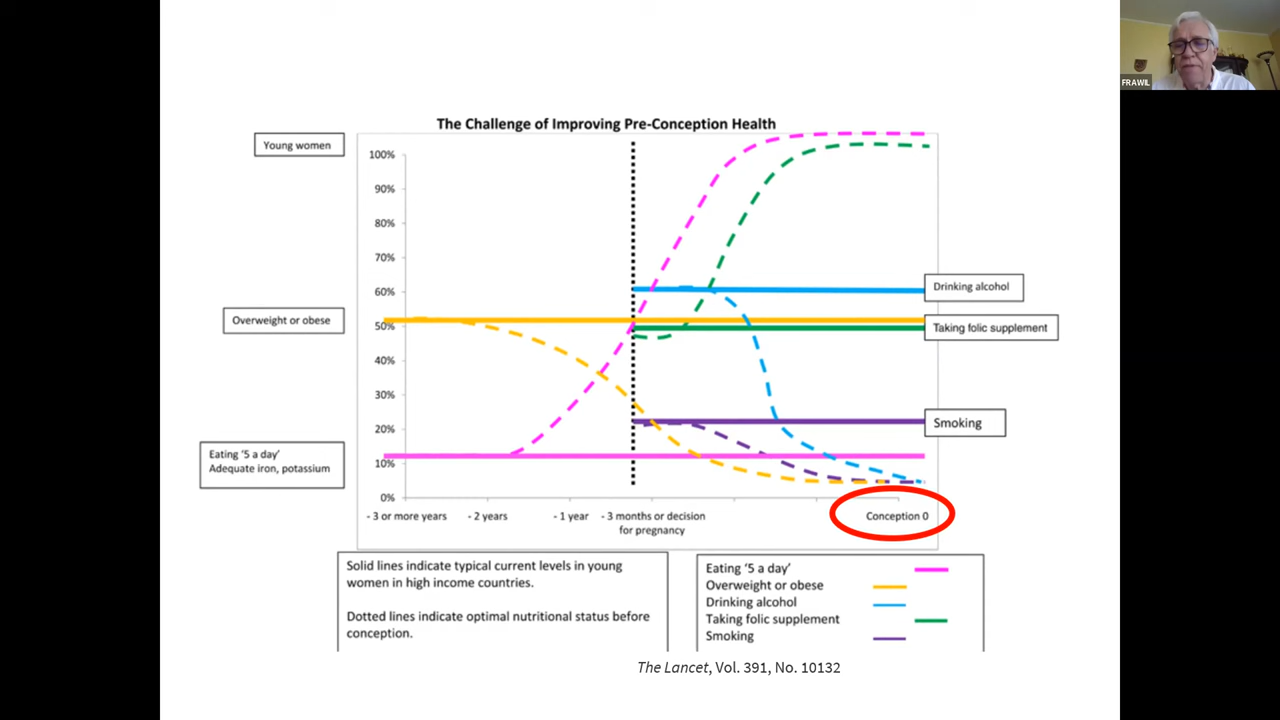 FRAWIL
The Challenge of Improving Pre-Conception Health
Young women
100%
90%
80%
70%
60%
50%
40%
30%
20%
10%
0%
Overweight or obese
Eating '5 a day'
Adequate iron, potassium
Drinking alcohol
Taking folic supplement
Smoking
- 3 or more years
- 2 years
- 1 year
- 3 months or decision
for pregnancy
Conception 0
Solid lines indicate typical current levels in young
women in high income countries.
Dotted lines indicate optimal nutritional status before
conception.
Eating '5 a day'
Overweight or obese
Drinking alcohol
Taking folic supplement
Smoking
The Lancet, Vol. 391, No. 10132